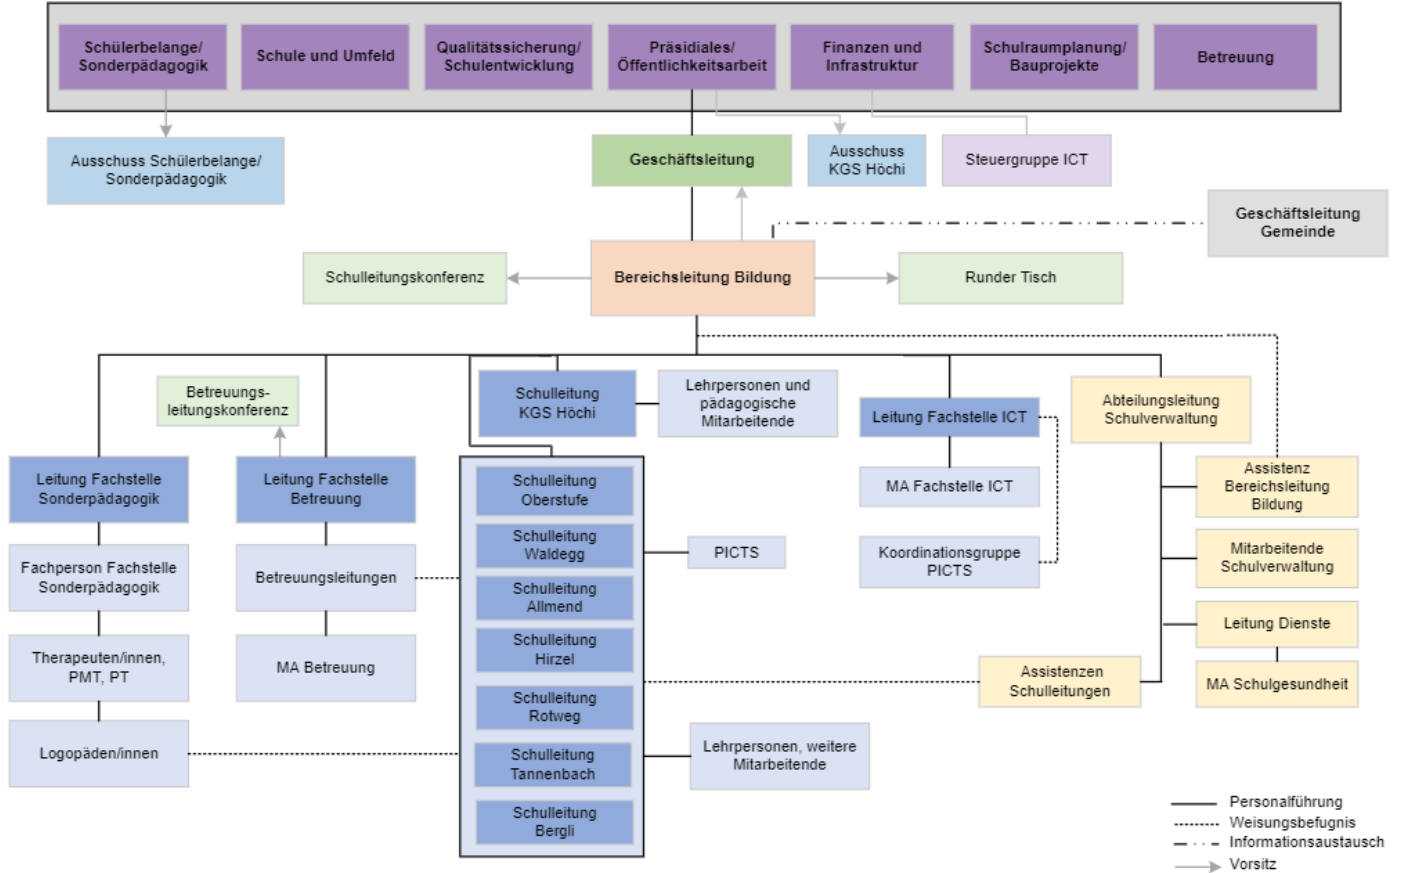 Schülerbelange/
Sonderpädagogik
Schule und Umfeld
Qualitätssicherung/
Schulentwicklung
Präsidiales/
Öffentlichkeitsarbeit
Finanzen und
Infrastruktur
Schulraumplanung/
Bauprojekte
Betreuung
Ausschuss Schülerbelange/
Sonderpädagogik
Geschäftsleitung
Ausschuss
KGS Höchi
Steuergruppe ICT
Geschäftsleitung
Gemeinde
Schulleitungskonferenz
Bereichsleitung Bildung
Runder Tisch
Betreuungs-
leitungskonferenz
Schulleitung
KGS Höchi
Lehrpersonen und
pädagogische
Mitarbeitende
Leitung Fachstelle ICT
Abteilungsleitung
Schulverwaltung
Leitung Fachstelle
Sonderpädagogik
Leitung Fachstelle
Betreuung
Schulleitung
Oberstufe
MA Fachstelle ICT
Assistenz
Bereichsleitung
Bildung
Schulleitung
Waldegg
PICTS
Koordinationsgruppe
PICTS
Mitarbeitende
Schulverwaltung
Fachperson Fachstelle
Sonderpädagogik
Betreuungsleitungen
Schulleitung
Allmend
Leitung Dienste
Therapeuten/innen,
PMT, PT
MA Betreuung
Schulleitung
Hirzel
Assistenzen
Schulleitungen
MA Schulgesundheit
Schulleitung
Rotweg
Logopäden/innen
Schulleitung
Tannenbach
Lehrpersonen, weitere
Mitarbeitende
Schulleitung
Bergli
Personalführung
Weisungsbefugnis
Informationsaustausch
Vorsitz